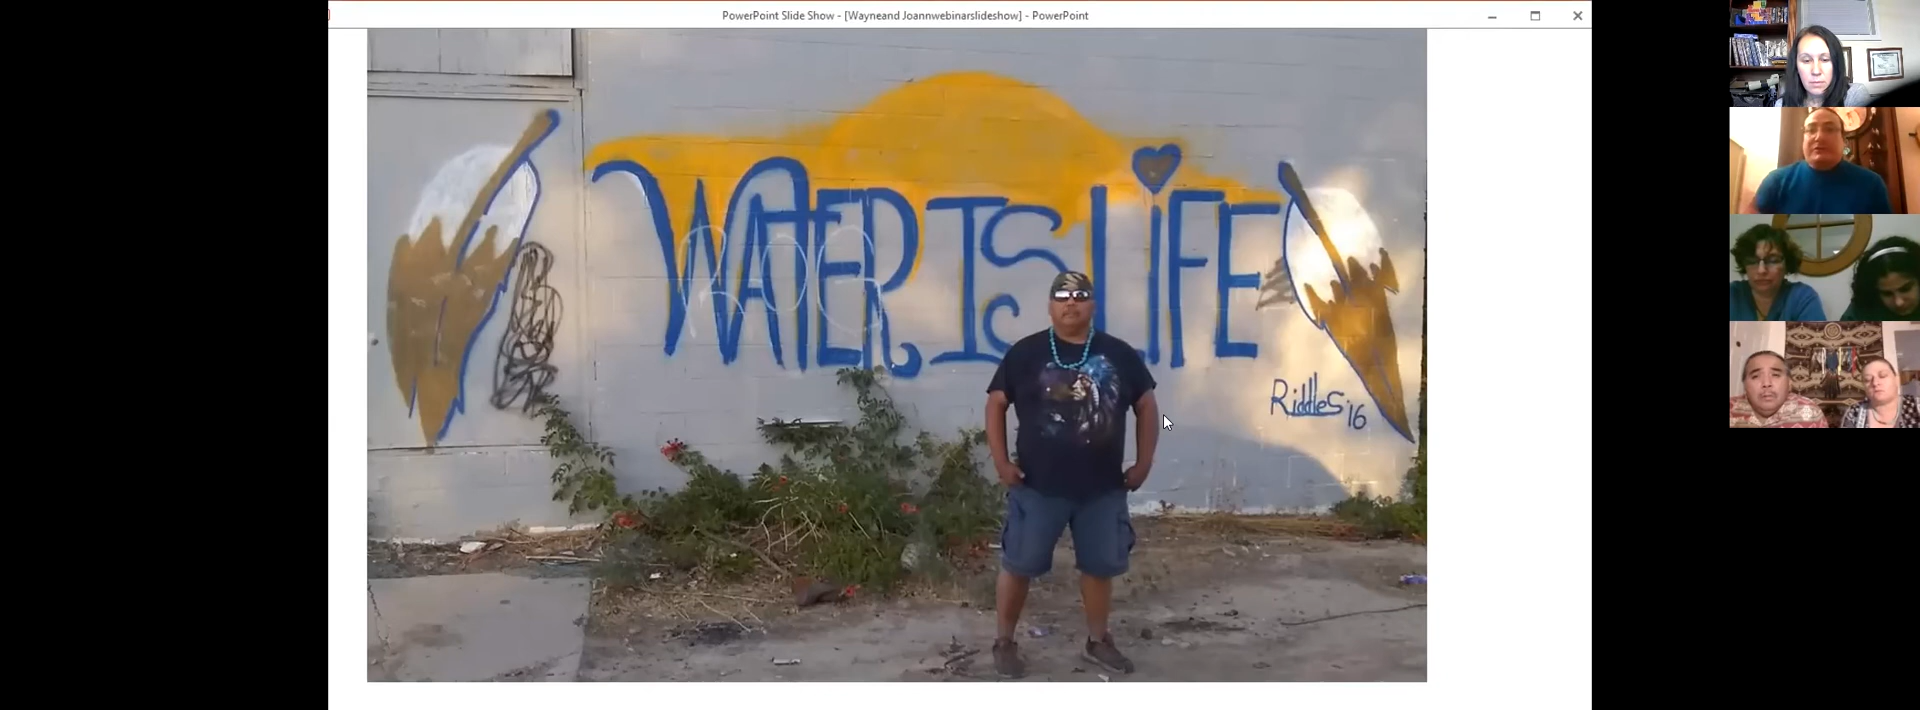 PowerPoint Slide Show - [Wayneand Joannwebinarslideshow] - PowerPoint
WATER IS LiFE
RiddleS '16